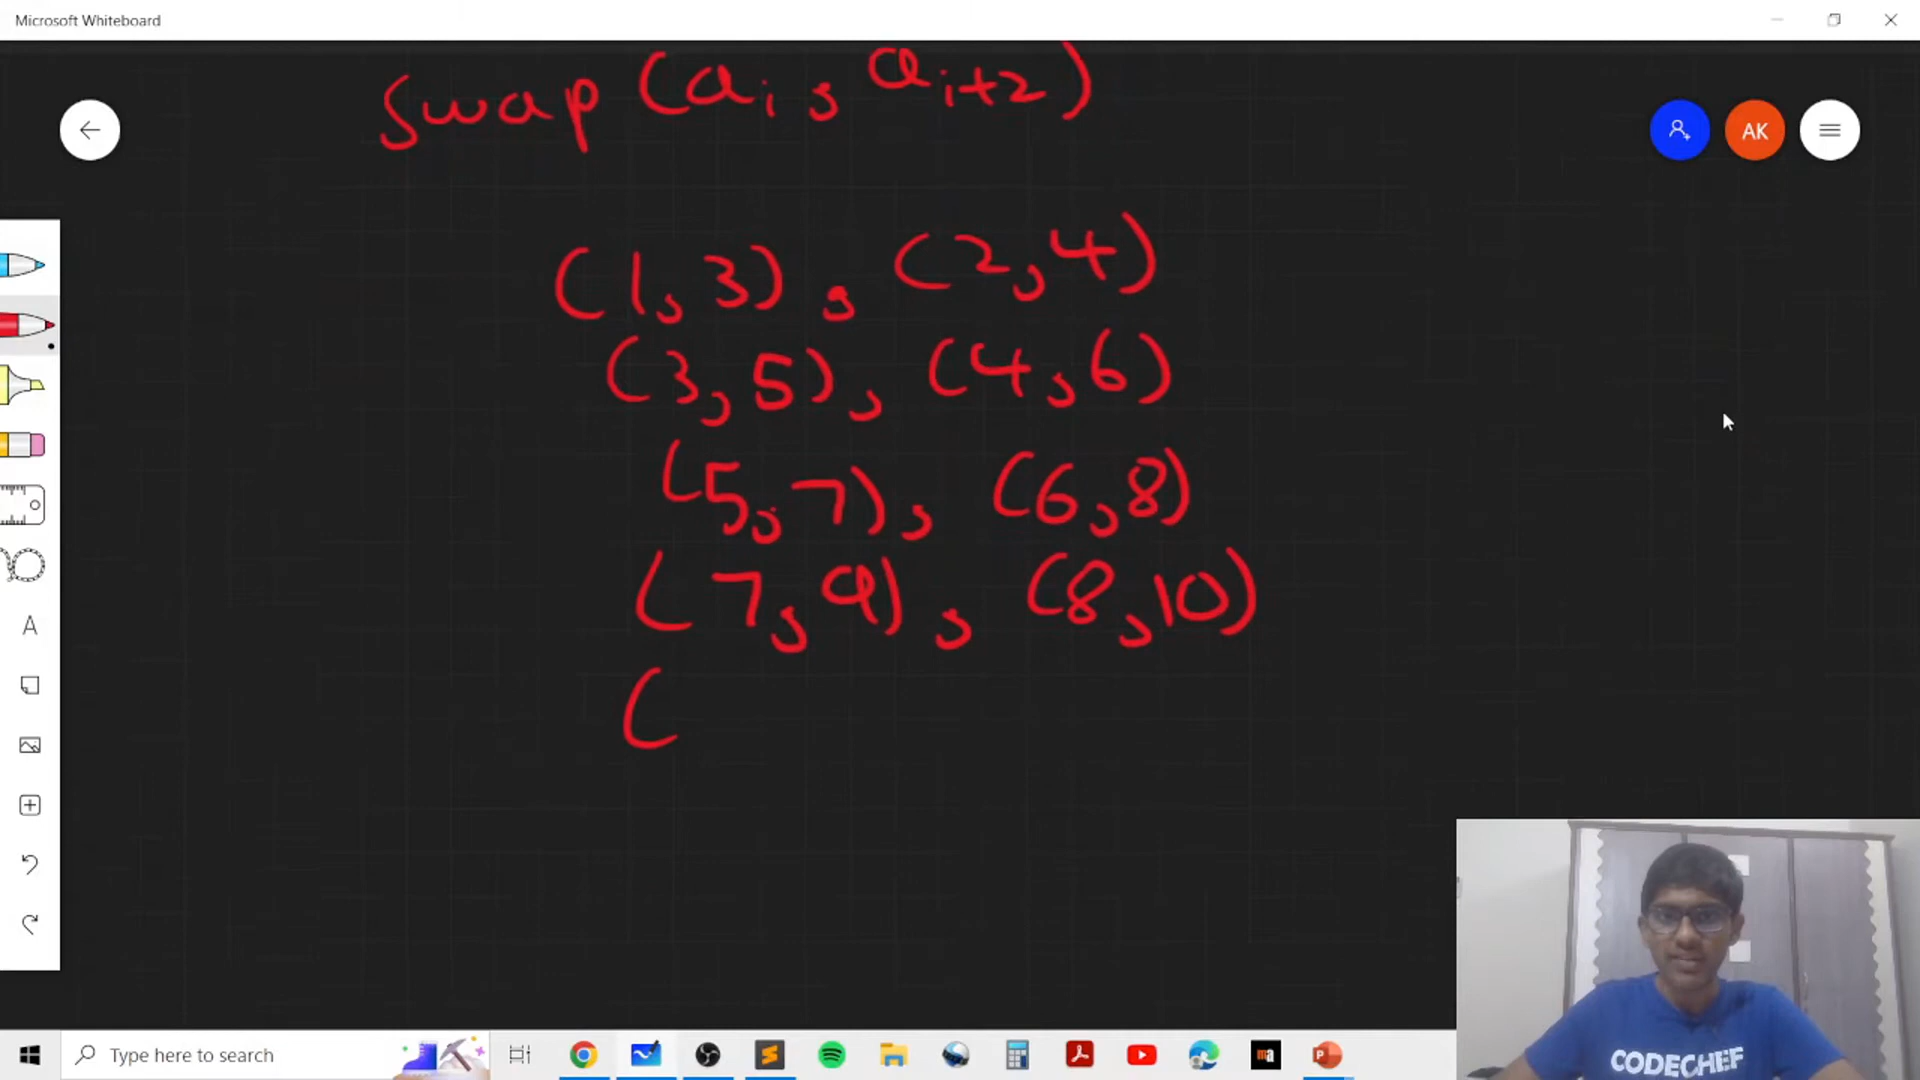 Microsoft Whiteboard
Swap (ai, ai+2)
AK
(1,3), (2,4)
(3,5), (4,6)
(5,7), (6,8)
(7,9), (8,10)
(
A
CODECHEF
Type here to search
ma
P